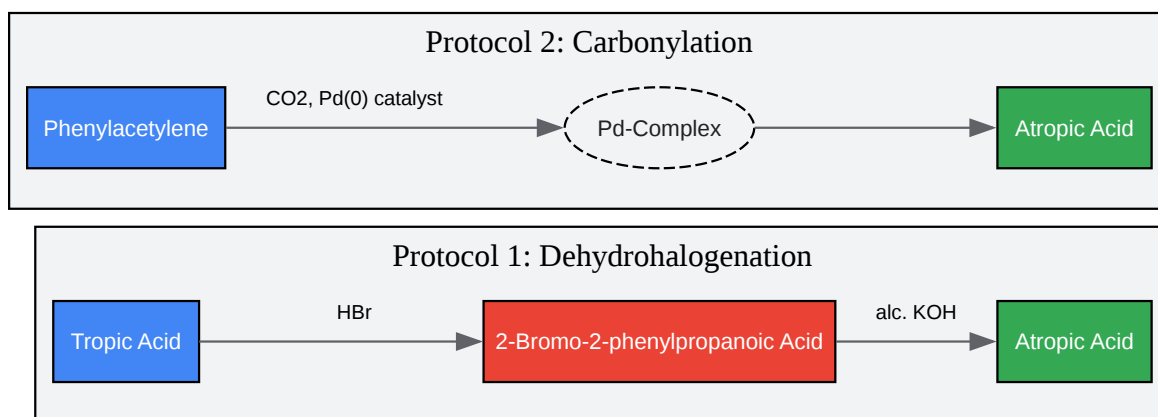 Protocol 2: Carbonylation
Phenylacetylene
CO2, Pd(0) catalyst
Pd-Complex
Atropic Acid
Protocol 1: Dehydrohalogenation
Tropic Acid
HBr
2-Bromo-2-phenylpropanoic Acid
alc. KOH
Atropic Acid